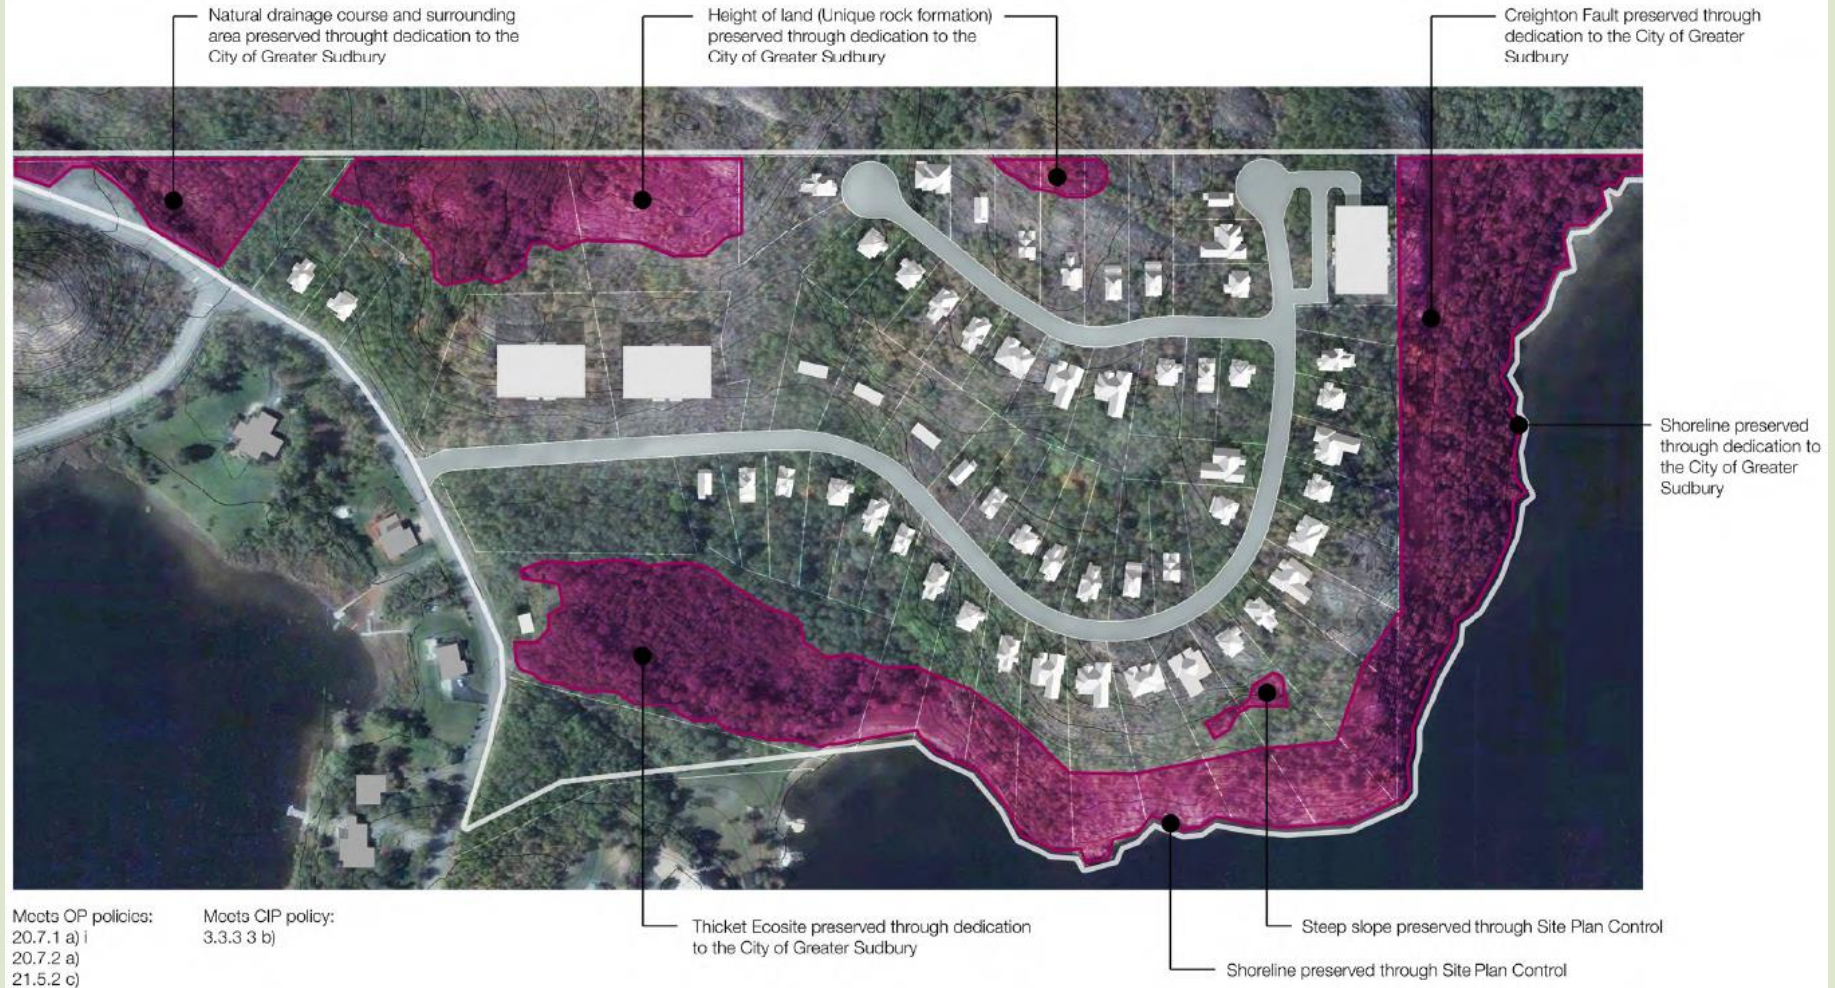 Natural drainage course and surrounding
area preserved throught dedication to the
City of Greater Sudbury
Height of land (Unique rock formation)
preserved through dedication to the
City of Greater Sudbury
Creighton Fault preserved through
dedication to the City of Greater
Sudbury
Shoreline preserved
through dedication to
the City of Greater
Sudbury
Meets OP policies:
20.7.1 a) i
20.7.2 a)
21.5.2 c)
Meets CIP policy:
3.3.3 3 b)
Thicket Ecosite preserved through dedication
to the City of Greater Sudbury
Steep slope preserved through Site Plan Control
Shoreline preserved through Site Plan Control